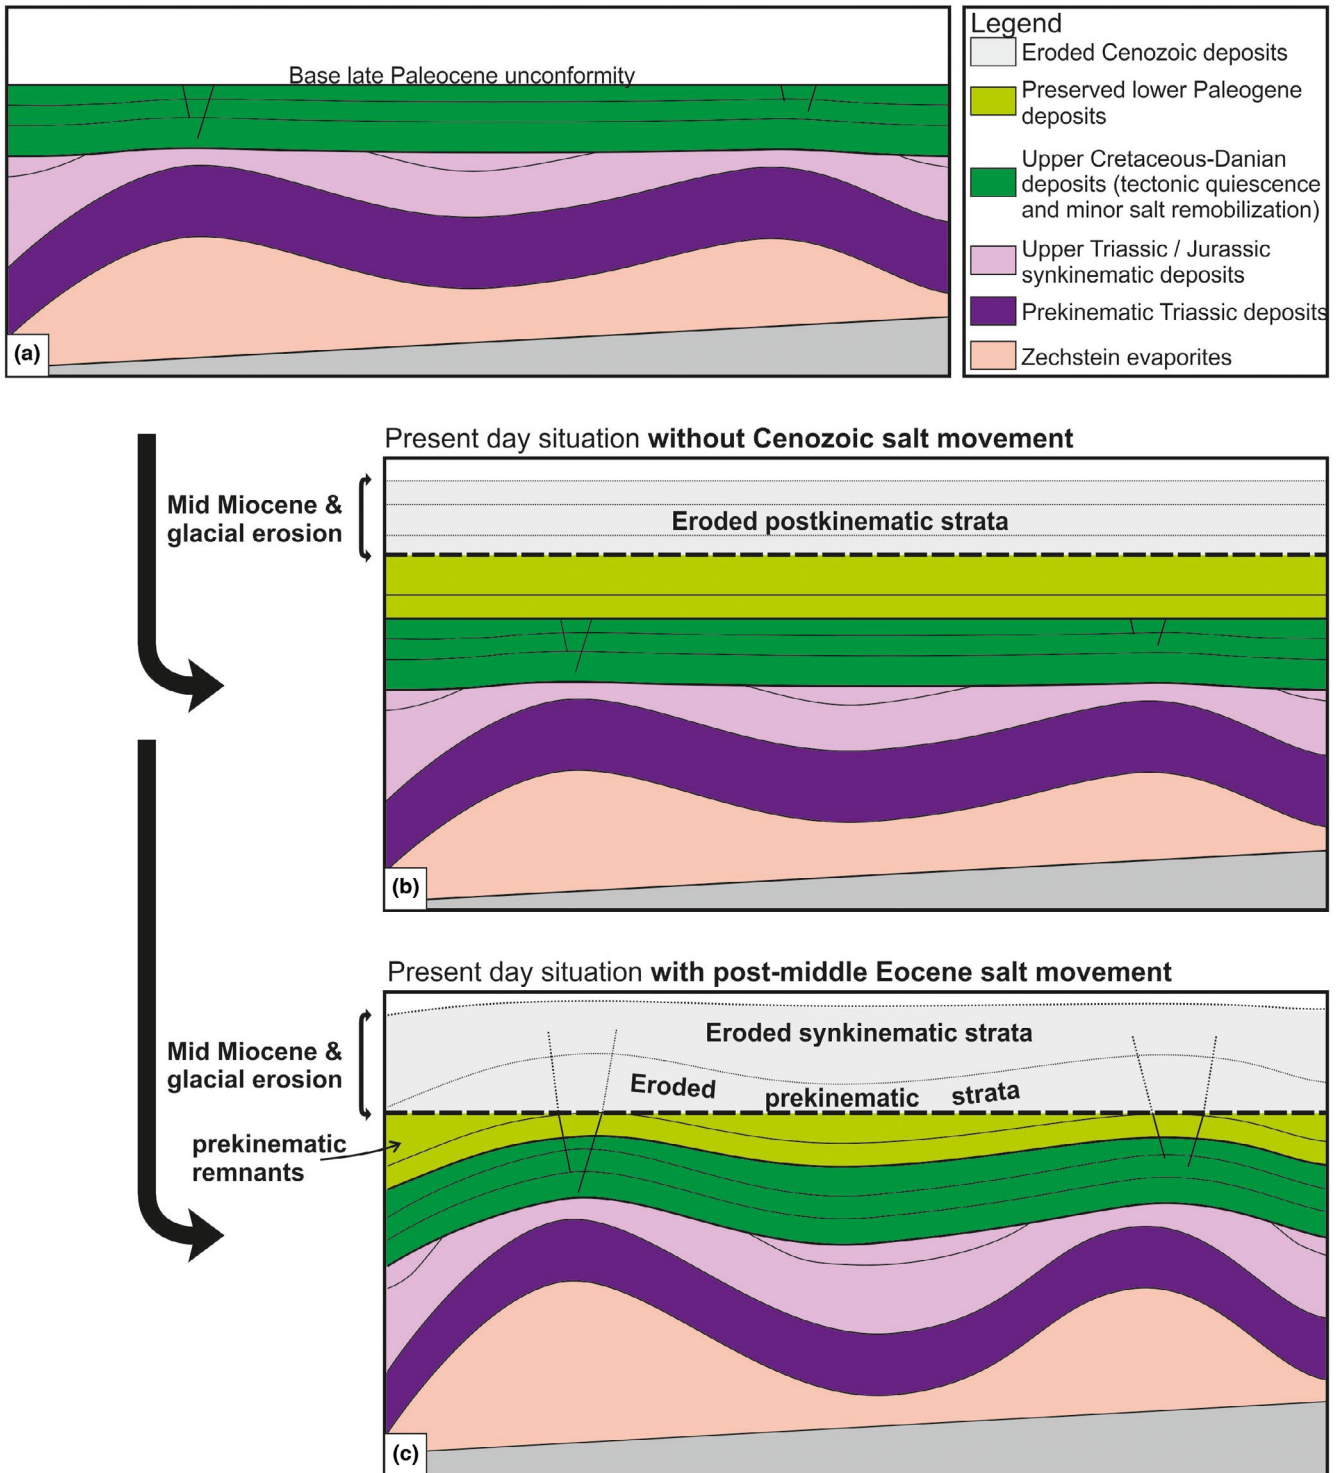 Base late Paleocene unconformity
(a)
Legend
Eroded Cenozoic deposits
Preserved lower Paleogene
deposits
Upper Cretaceous-Danian
deposits (tectonic quiescence
and minor salt remobilization)
Upper Triassic / Jurassic
synkinematic deposits
Prekinematic Triassic deposits
Zechstein evaporites
Present day situation without Cenozoic salt movement
Mid Miocene &
glacial erosion
Eroded postkinematic strata
(b)
Present day situation with post-middle Eocene salt movement
Mid Miocene &
glacial erosion
Eroded synkinematic strata
Eroded prekinematic strata
prekinematic
remnants
(c)